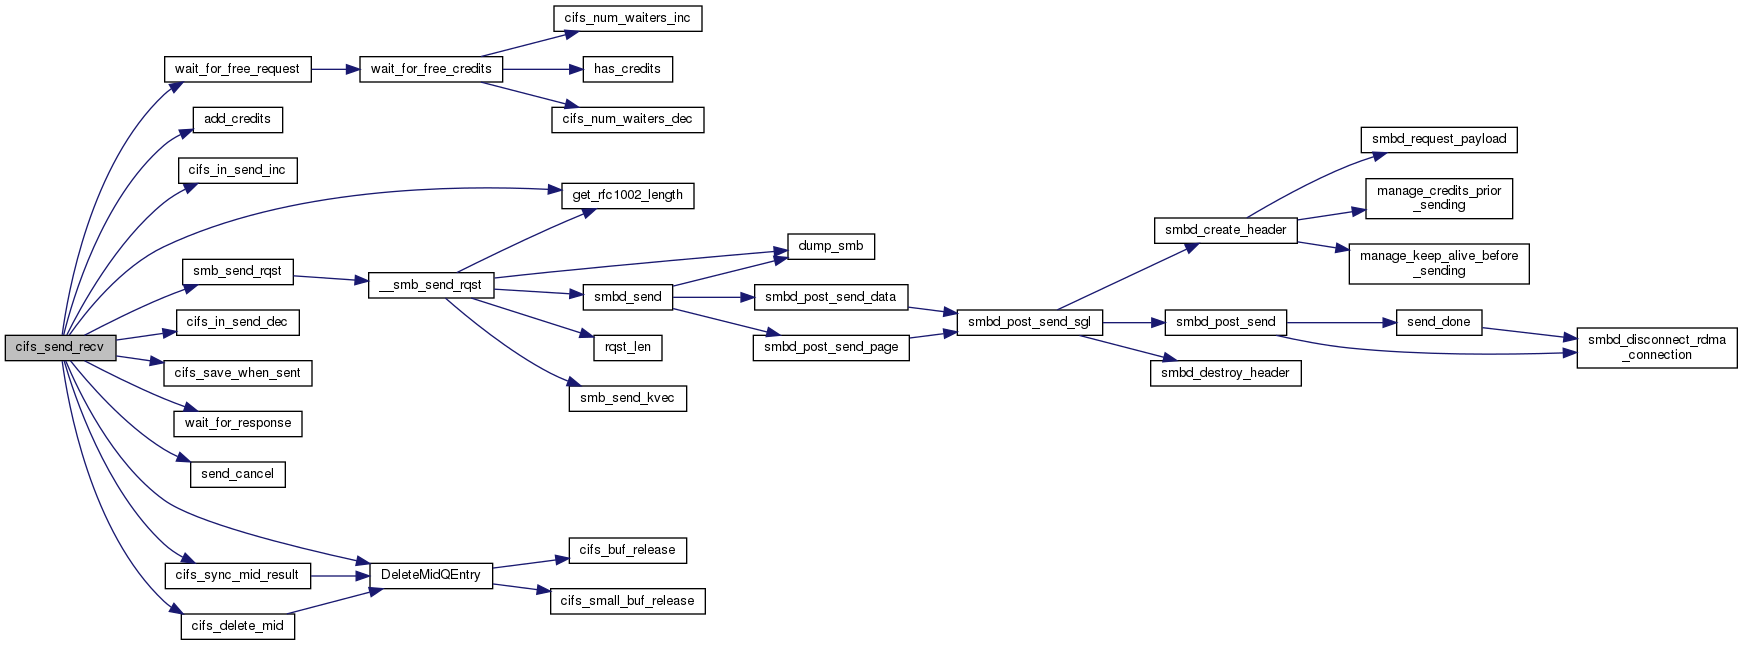 cifs_num_waiters_inc
wait_for_free_request
wait_for_free_credits
has_credits
add_credits
cifs_num_waiters_dec
smbd_request_payload
cifs_in_send_inc
get_rfc1002_length
manage_credits_prior
_sending
smbd_create_header
dump_smb
manage_keep_alive_before
_sending
smb_send_rqst
__smb_send_rqst
smbd_send
smbd_post_send_data
cifs_in_send_dec
smbd_post_send_sgl
smbd_post_send
send_done
cifs_send_recv
rqst_len
smbd_post_send_page
smbd_disconnect_rdma
_connection
cifs_save_when_sent
smbd_destroy_header
smb_send_kvec
wait_for_response
send_cancel
cifs_buf_release
cifs_sync_mid_result
DeleteMidQEntry
cifs_small_buf_release
cifs_delete_mid